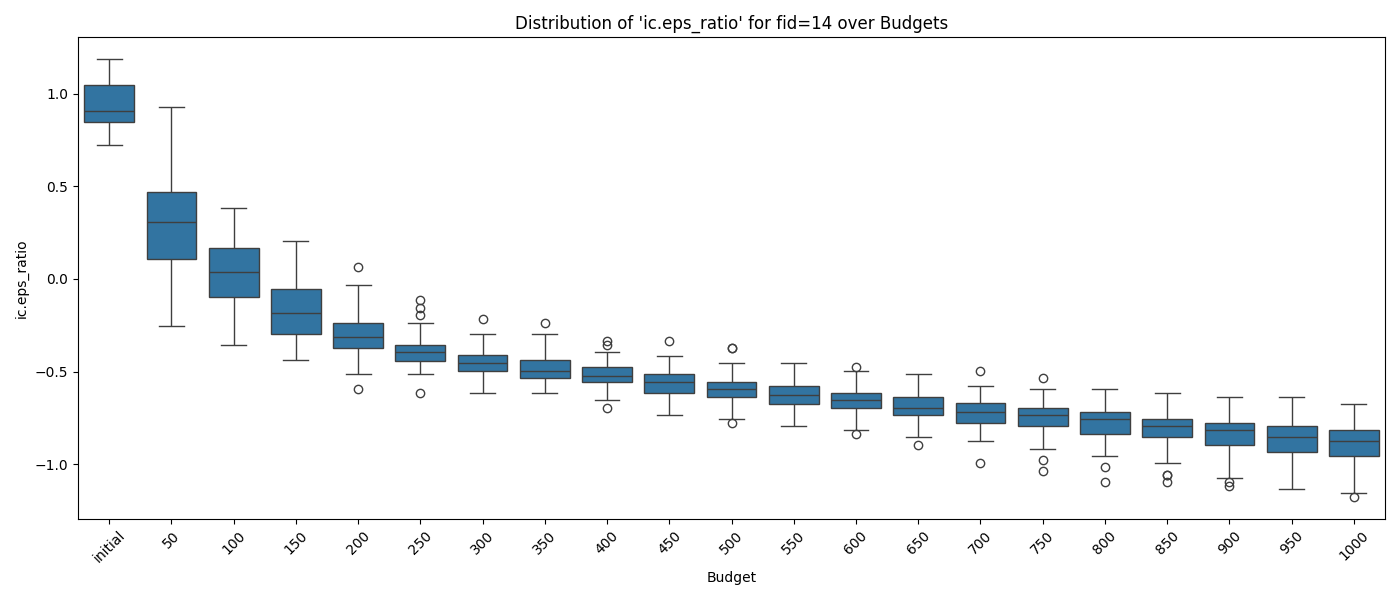 Distribution of 'ic.eps_ratio' for fid=14 over Budgets
ic.eps_ratio
1.0
0.5
0.0
−0.5
−1.0
initial 50 100 150 200 250 300 350 400 450 500 550 600 650 700 750 800 850 900 950 1000
Budget